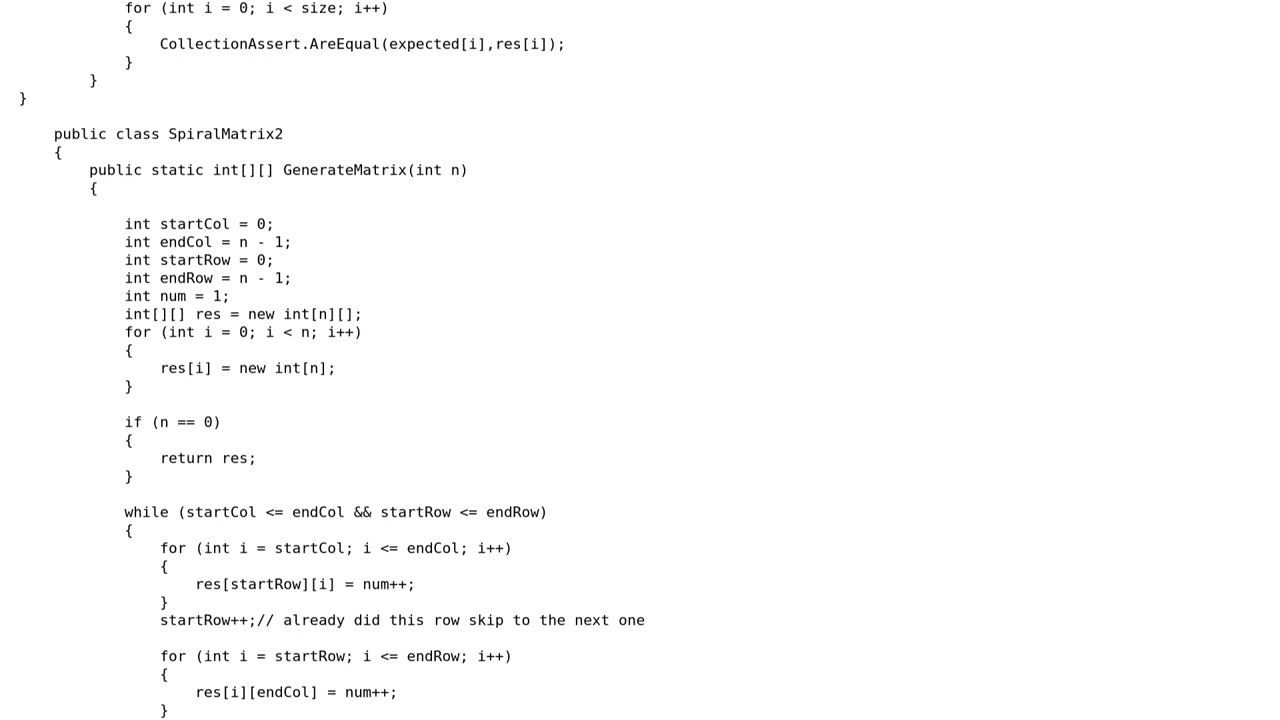 for (int i = 0; i < size; i++)
{
CollectionAssert.AreEqual(expected[i],res[i]);
}
}
}
public class SpiralMatrix2
{
public static int[][] GenerateMatrix(int n)
{
int startCol = 0;
int endCol = n - 1;
int startRow = 0;
int endRow = n - 1;
int num = 1;
int[][] res = new int[n][];
for (int i = 0; i < n; i++)
{
res[i] = new int[n];
}
if (n == 0)
{
return res;
}
while (startCol <= endCol && startRow <= endRow)
{
for (int i = startCol; i <= endCol; i++)
{
res[startRow][i] = num++;
}
startRow++;// already did this row skip to the next one
for (int i = startRow; i <= endRow; i++)
{
res[i][endCol] = num++;
}